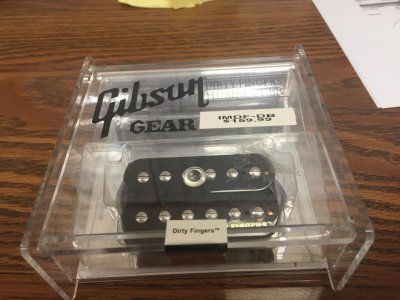 Gibson
GEAR
DIRTY FINGERS
IMDF-DB
$159.99
Dirty Fingers™